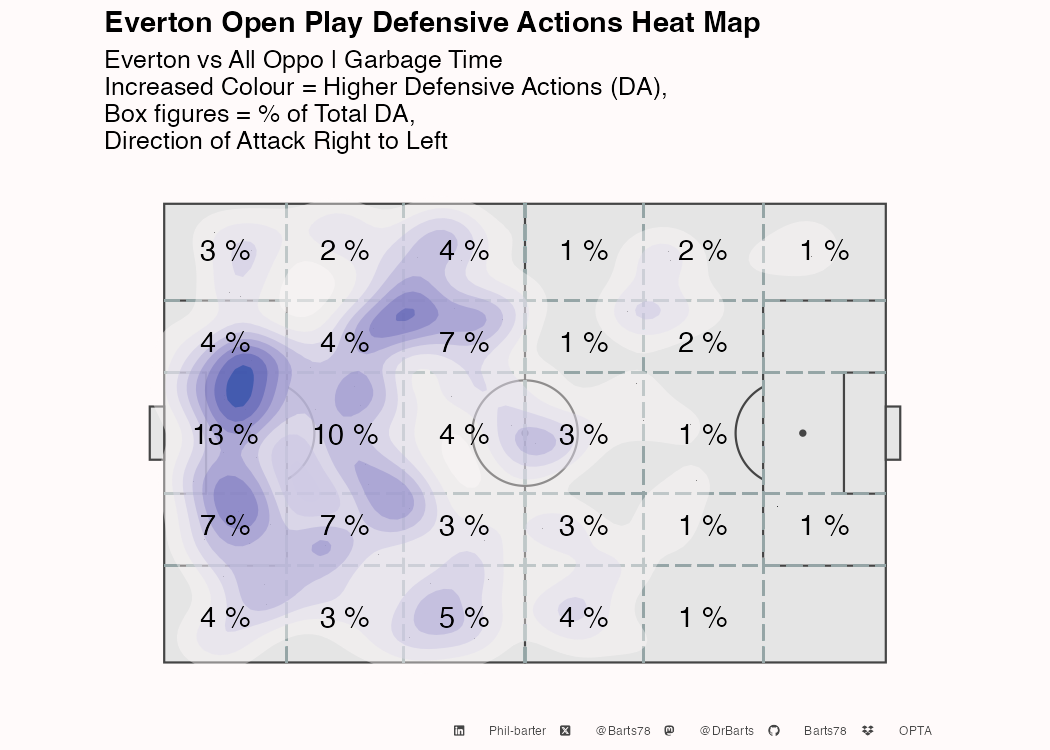 Everton Open Play Defensive Actions Heat Map
Everton vs All Oppo | Garbage Time
Increased Colour = Higher Defensive Actions (DA),
Box figures = % of Total DA,
Direction of Attack Right to Left
3 % 2 % 4 % 1 % 2 % 1 %
4 % 4 % 7 % 1 % 2 %
13 % 10 % 4 % 3 % 1 %
7 % 7 % 3 % 3 % 1 % 1 %
4 % 3 % 5 % 4 % 1 %
Phil-barter @Barts78 @DrBarts Barts78 OPTA